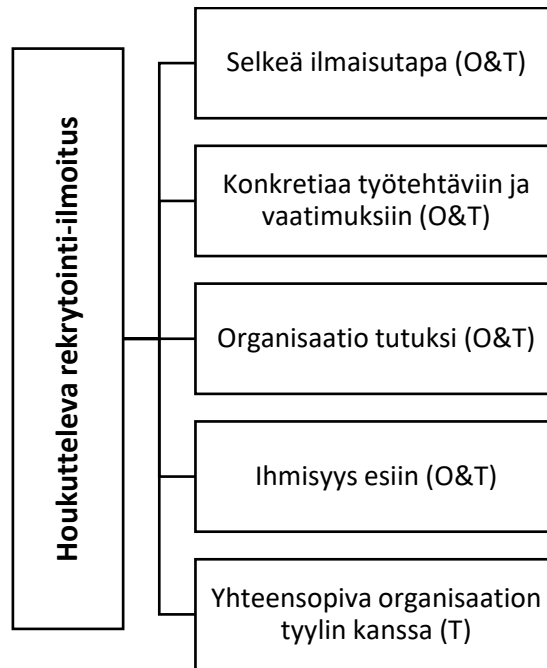 Houkutteleva rekrytointi-ilmoitus
Selkeä ilmaisutapa (O&T)
Konkretiaa työtehtäviin ja
vaatimuksiin (O&T)
Organisaatio tutuksi (O&T)
Ihmisyys esiin (O&T)
Yhteensopiva organisaation
tyylin kanssa (T)